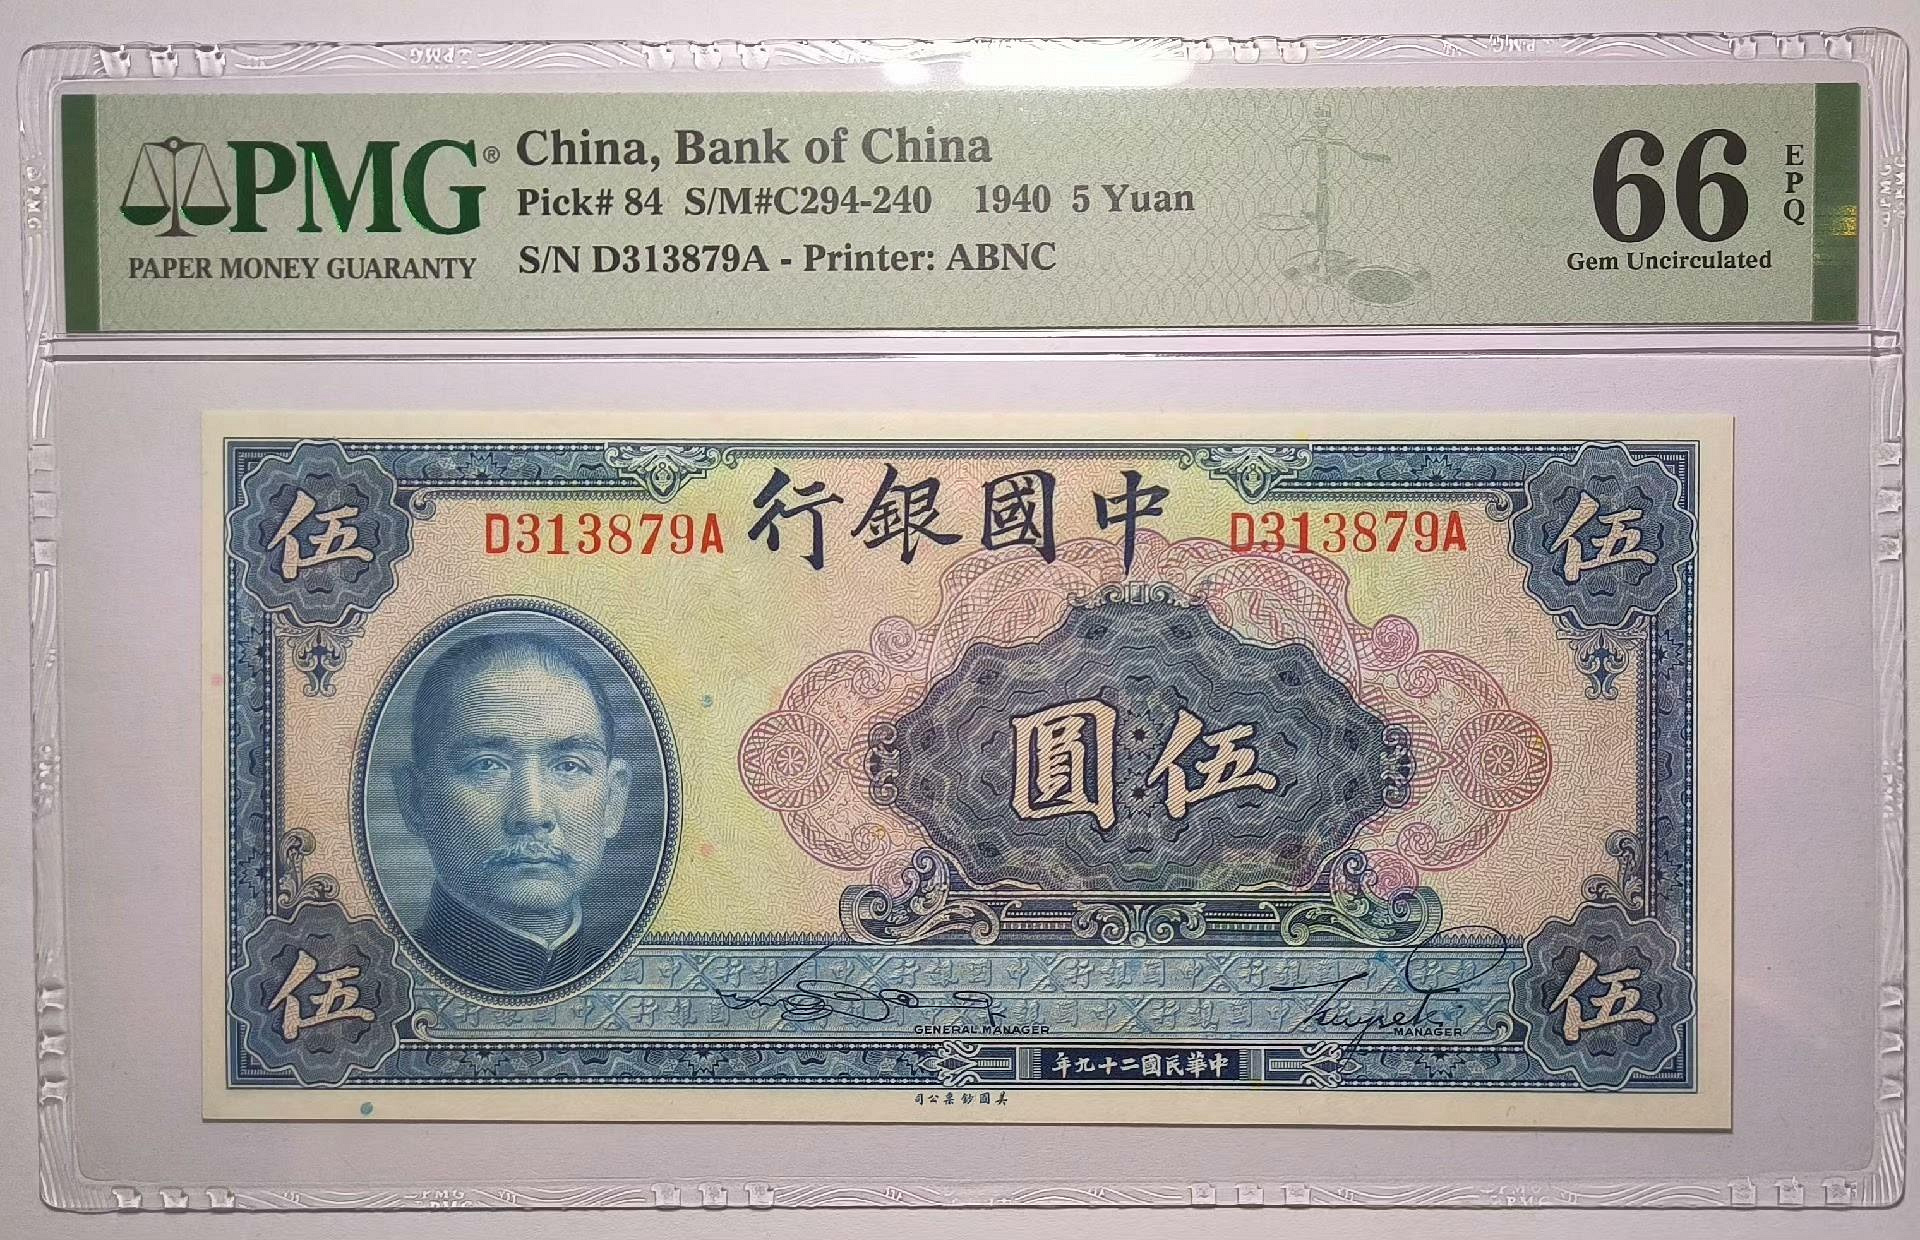 PMG®
PAPER MONEY GUARANTY
China, Bank of China
Pick# 84 S/M#C294-240 1940 5 Yuan
S/N D313879A - Printer: ABNC
66
EPQ
Gem Uncirculated
行銀國中
D313879A
D313879A
伍
伍
圓伍
伍
伍
GENERAL MANAGER
MANAGER
年九十二國民華中
司公票鈔國美